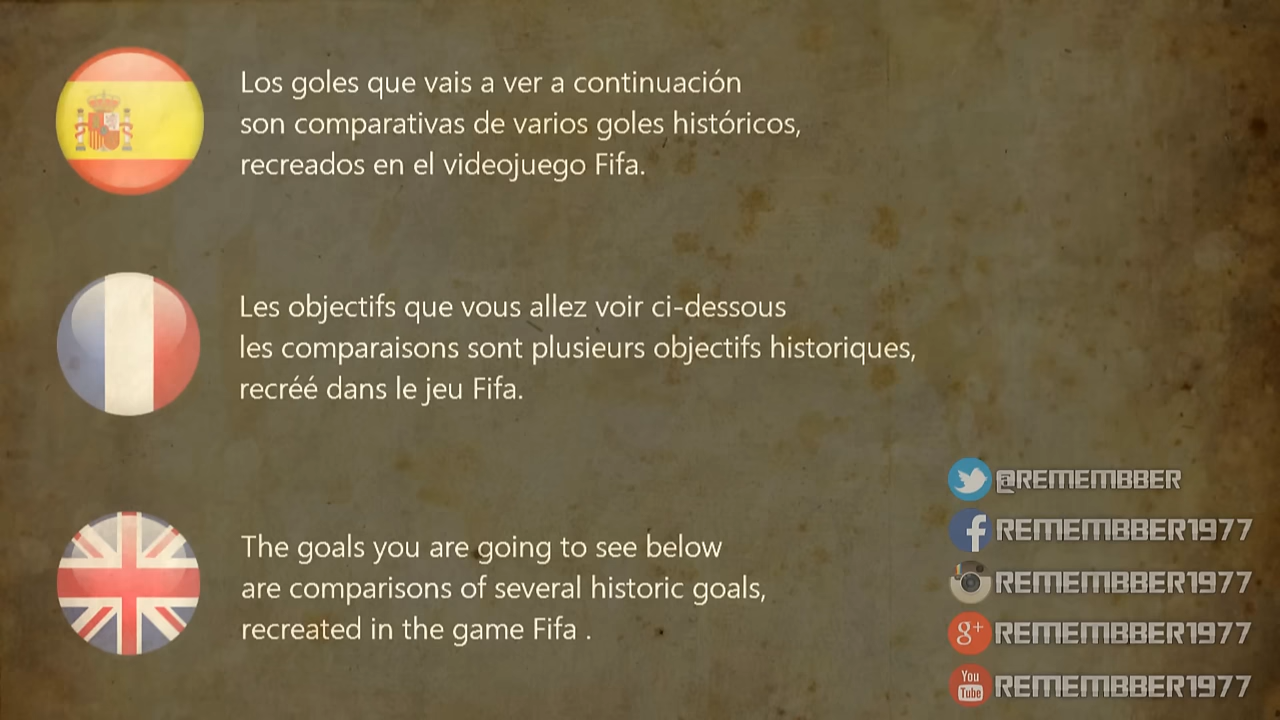 Los goles que vais a ver a continuación
son comparativas de varios goles históricos,
recreados en el videojuego Fifa.
Les objectifs que vous allez voir ci-dessous
les comparaisons sont plusieurs objectifs historiques,
recréé dans le jeu Fifa.
The goals you are going to see below
are comparisons of several historic goals,
recreated in the game Fifa .
@REMEMBBER
REMEMBBER1977
REMEMBBER1977
g+ REMEMBBER1977
You
Tube REMEMBBER1977